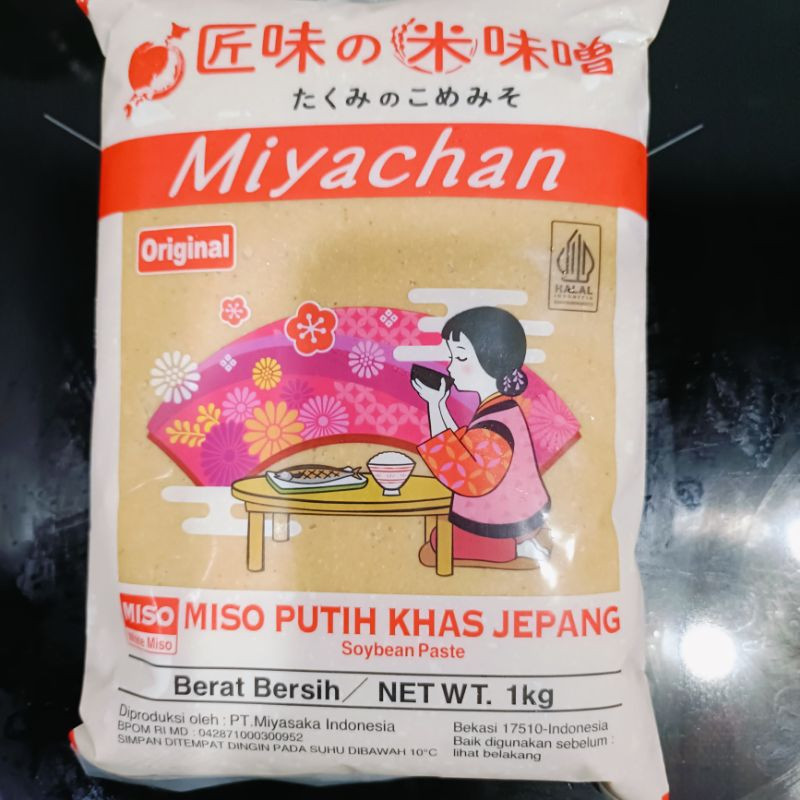 匠味の米味噌
たくみのこめみそ
Miyachan
Original
HALAL
INDONESIA
MISO
White Miso
MISO PUTIH KHAS JEPANG
Soybean Paste
Berat Bersih／ NET WT. 1kg
Diproduksi oleh : PT.Miyasaka Indonesia
BPOM RI MD : 042871000300952
SIMPAN DITEMPAT DINGIN PADA SUHU DIBAWAH 10°C
Bekasi 17510-Indonesia
Baik digunakan sebelum :
lihat belakang